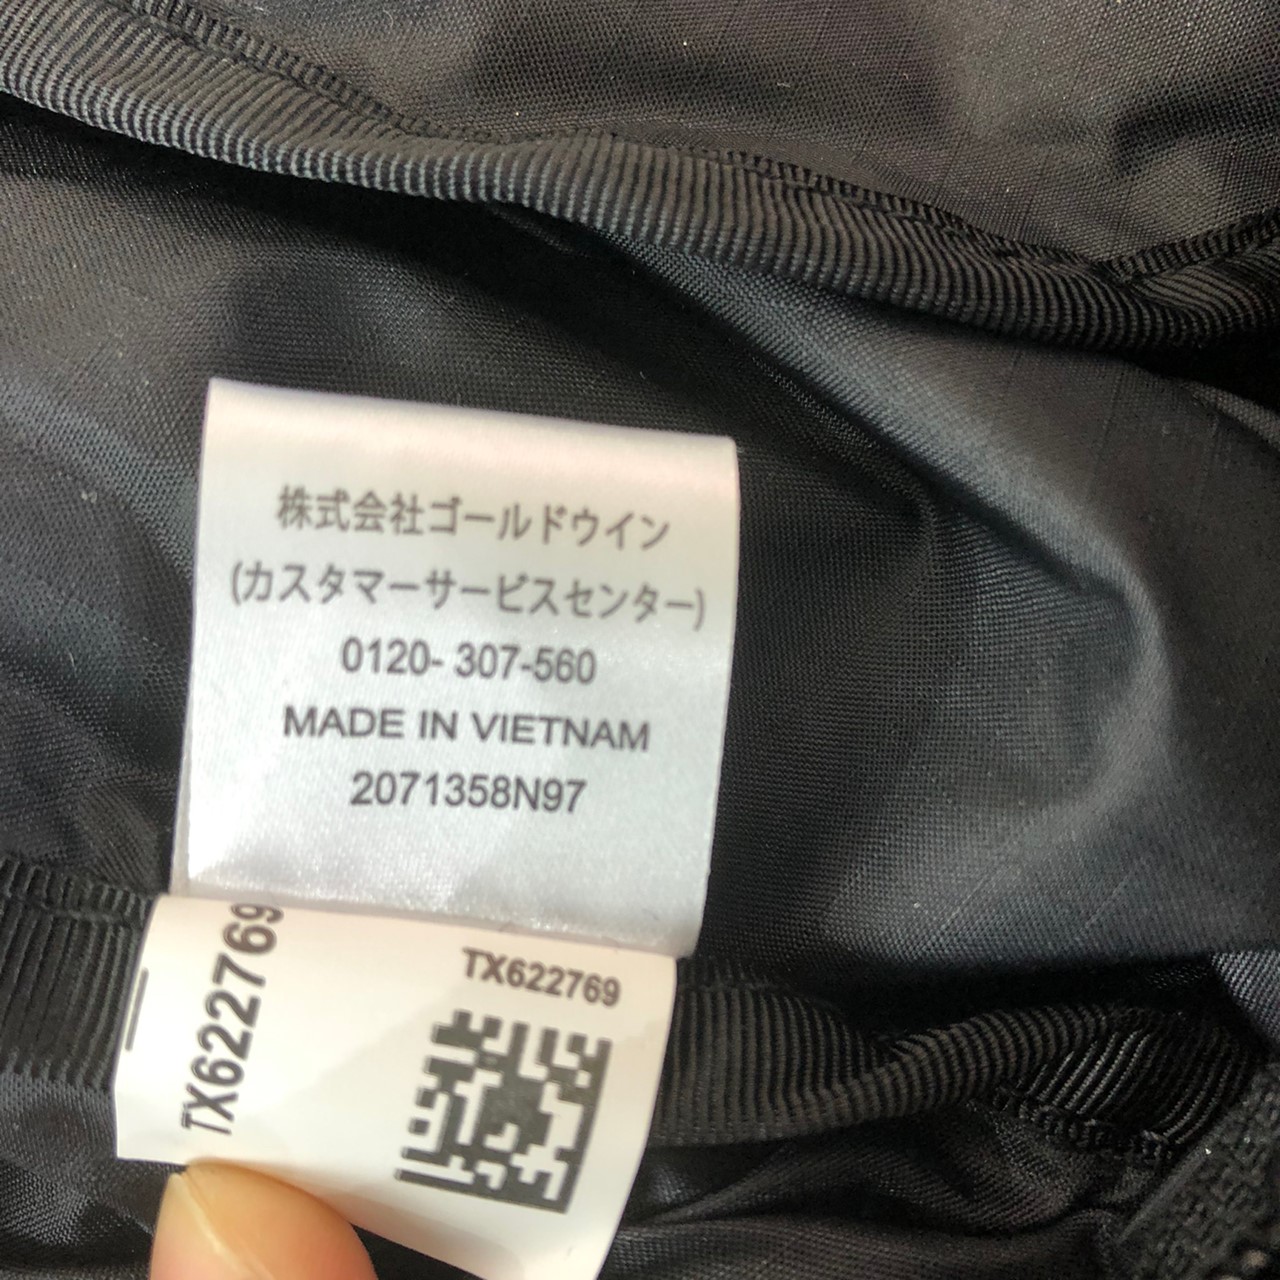 株式会社ゴールドウイン
(カスタマーサービスセンター)
0120- 307-560
MADE IN VIETNAM
2071358N97
TX622769
TX622769